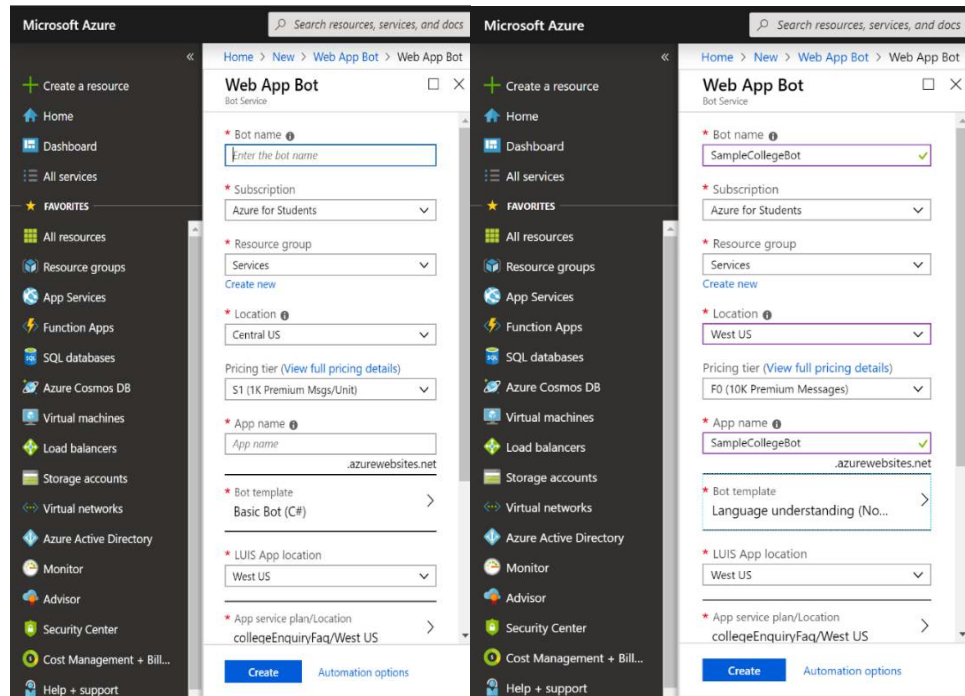 Microsoft Azure
Search resources, services, and docs
«
Create a resource
Home
Dashboard
All services
FAVORITES
All resources
Resource groups
App Services
Function Apps
SQL databases
Azure Cosmos DB
Virtual machines
Load balancers
Storage accounts
Virtual networks
Azure Active Directory
Monitor
Advisor
Security Center
Cost Management + Bill...
Help + support
Home > New > Web App Bot > Web App Bot
Web App Bot
Bot Service
* Bot name
Enter the bot name
* Subscription
Azure for Students
* Resource group
Services
Create new
* Location
Central US
Pricing tier (View full pricing details)
S1 (1K Premium Msgs/Unit)
* App name
App name
.azurewebsites.net
* Bot template
Basic Bot (C#)
* LUIS App location
West US
* App service plan/Location
collegeEnquiryFaq/West US
Create
Automation options
Microsoft Azure
Search resources, services, and docs
«
Create a resource
Home
Dashboard
All services
FAVORITES
All resources
Resource groups
App Services
Function Apps
SQL databases
Azure Cosmos DB
Virtual machines
Load balancers
Storage accounts
Virtual networks
Azure Active Directory
Monitor
Advisor
Security Center
Cost Management + Bill...
Help + support
Home > New > Web App Bot > Web App Bot
Web App Bot
Bot Service
* Bot name
SampleCollegeBot
* Subscription
Azure for Students
* Resource group
Services
Create new
* Location
West US
Pricing tier (View full pricing details)
F0 (10K Premium Messages)
* App name
SampleCollegeBot
.azurewebsites.net
* Bot template
Language understanding (No...
* LUIS App location
West US
* App service plan/Location
collegeEnquiryFaq/West US
Create
Automation options